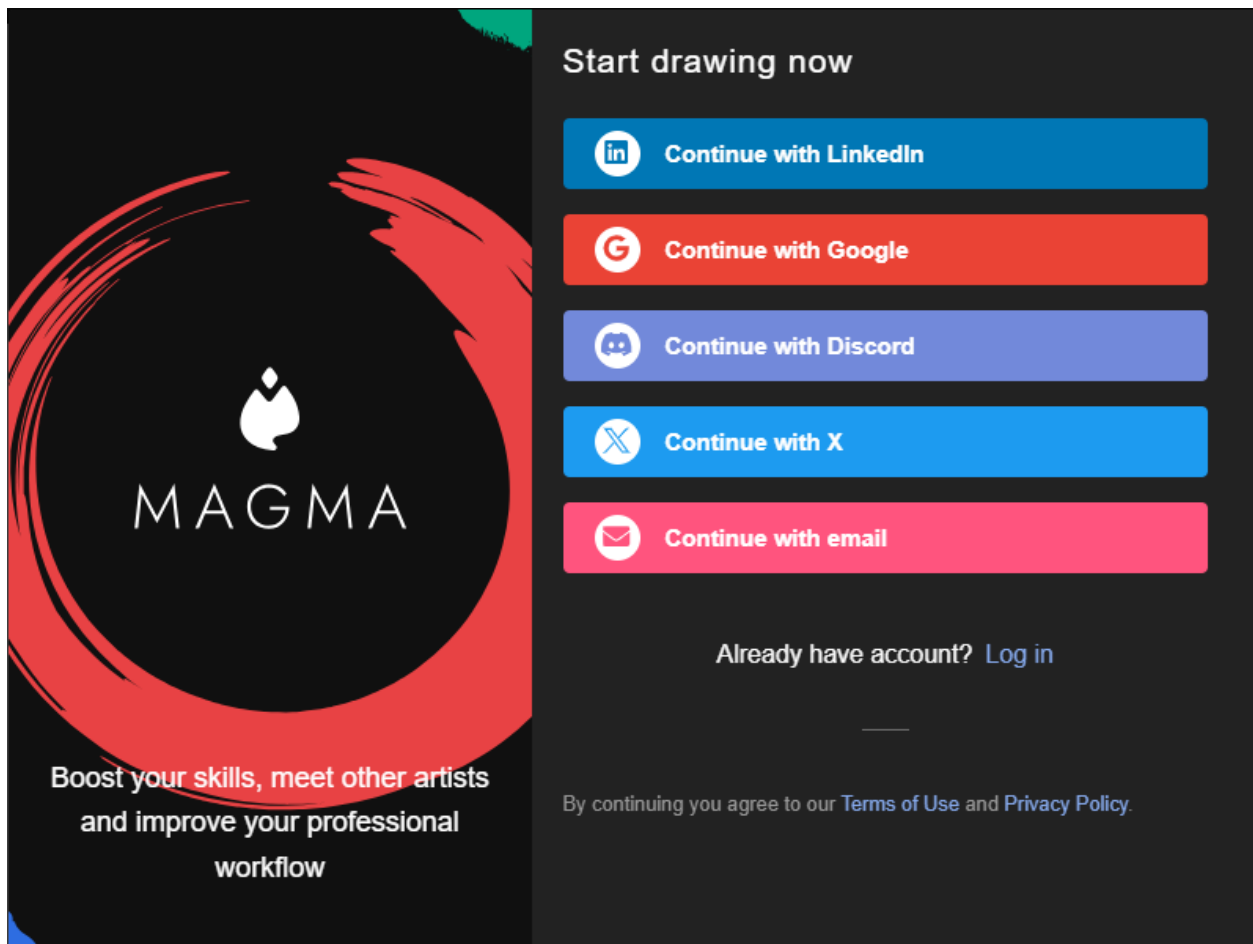 MAGMA
Boost your skills, meet other artists
and improve your professional
workflow
Start drawing now
Continue with LinkedIn
Continue with Google
Continue with Discord
Continue with X
Continue with email
Already have account? Log in
By continuing you agree to our Terms of Use and Privacy Policy.